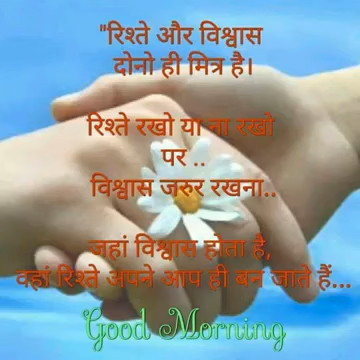 "रिश्ते और विश्वास
दोनो ही मित्र है।
रिश्ते रखो या ना रखो
पर ..
विश्वास जरुर रखना..
जहां विश्वास होता है,
वहां रिश्ते अपने आप ही बन जाते हैं...
Good Morning